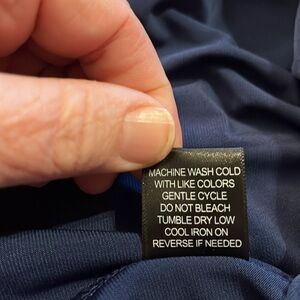 MACHINE WASH COLD
WITH LIKE COLORS
GENTLE CYCLE
DO NOT BLEACH
TUMBLE DRY LOW
COOL IRON ON
REVERSE IF NEEDED